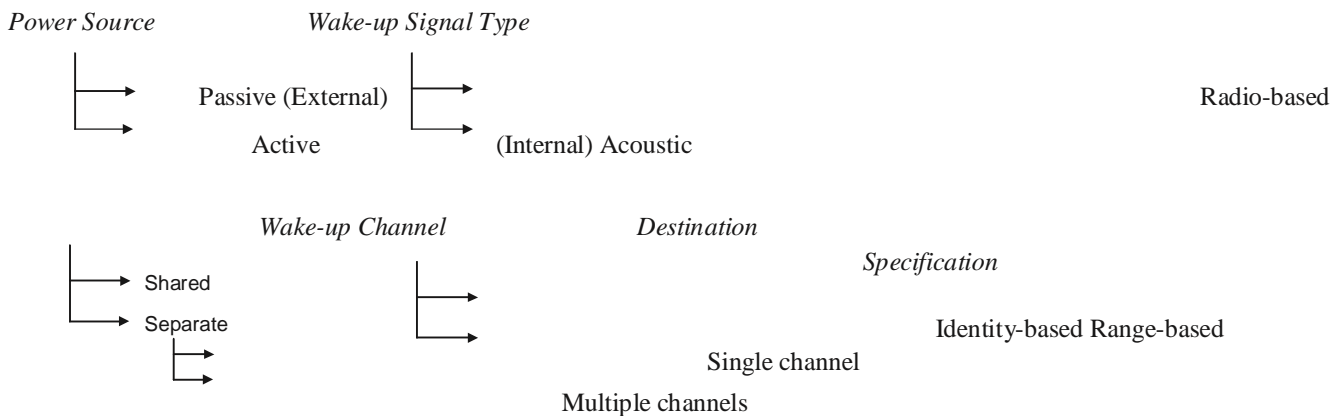 Power Source Wake-up Signal Type
Passive (External) Radio-based
Active (Internal) Acoustic
Wake-up Channel Destination
Specification
Shared
Separate Identity-based Range-based
Single channel
Multiple channels